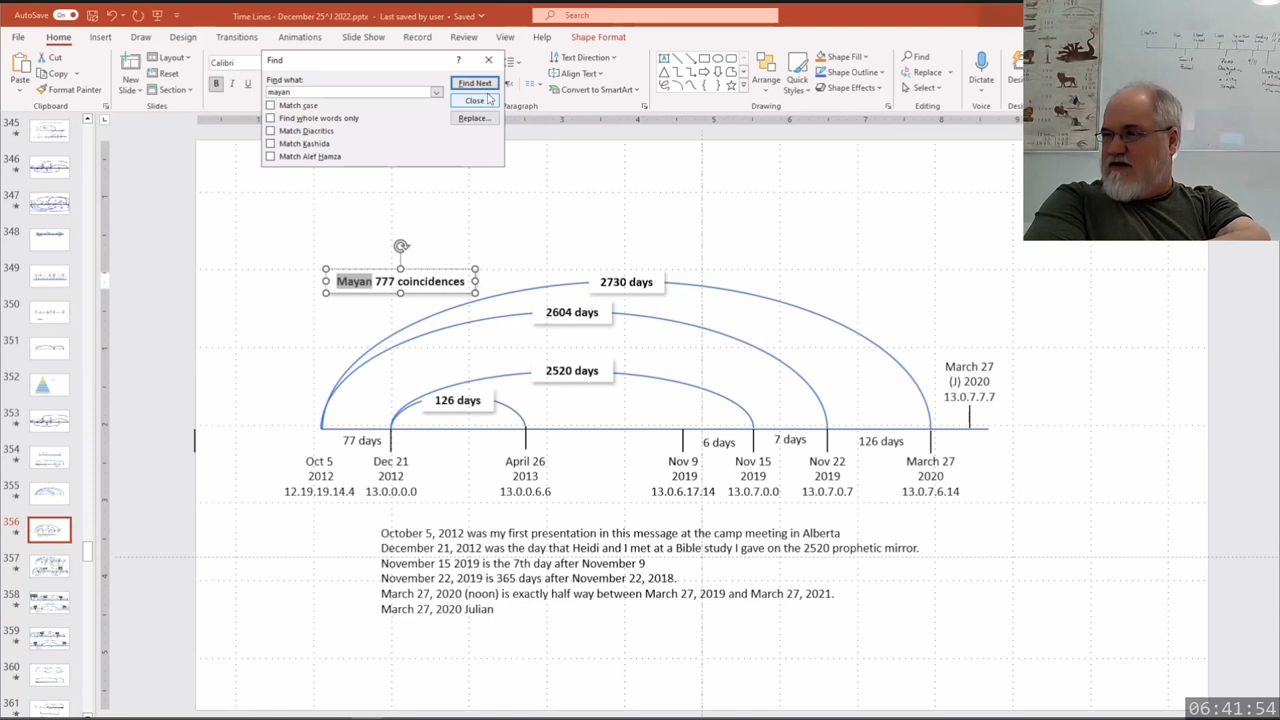 AutoSave
On
Time Lines - December 25^J 2022.pptx - Last saved by user • Saved
Search
File Home Insert Draw Design Transitions Animations Slide Show Record Review View Help Shape Format
Paste
Cut
Copy
Format Painter
Clipboard
New Slide
Layout
Reset
Section
Slides
Calibri
B I U
Text Direction
Align Text
Convert to SmartArt
Arrange
Quick Styles
Shape Fill
Shape Outline
Shape Effects
Drawing
Find
Replace
Select
Editing
Dictate
Voice
Find
? ×
Find what:
mayan
Find Next
Close
Replace...
Match case
Find whole words only
Match Diacritics
Match Kashida
Match Alef Hamza
345
346
347
348
349
350
351
352
353
354
355
356
357
358
359
360
361
Mayan 777 coincidences
2730 days
2604 days
2520 days
126 days
March 27
(J) 2020
13.0.7.7.7
77 days
6 days
7 days
126 days
Oct 5
2012
12.19.19.14.4
Dec 21
2012
13.0.0.0.0
April 26
2013
13.0.0.6.6
Nov 9
2019
13.0.6.17.14
Nov 15
2019
13.0.7.0.0
Nov 22
2019
13.0.7.0.7
March 27
2020
13.0.7.6.14
October 5, 2012 was my first presentation in this message at the camp meeting in Alberta
December 21, 2012 was the day that Heidi and I met at a Bible study I gave on the 2520 prophetic mirror.
November 15 2019 is the 7th day after November 9
November 22, 2019 is 365 days after November 22, 2018.
March 27, 2020 (noon) is exactly half way between March 27, 2019 and March 27, 2021.
March 27, 2020 Julian
06:41:54